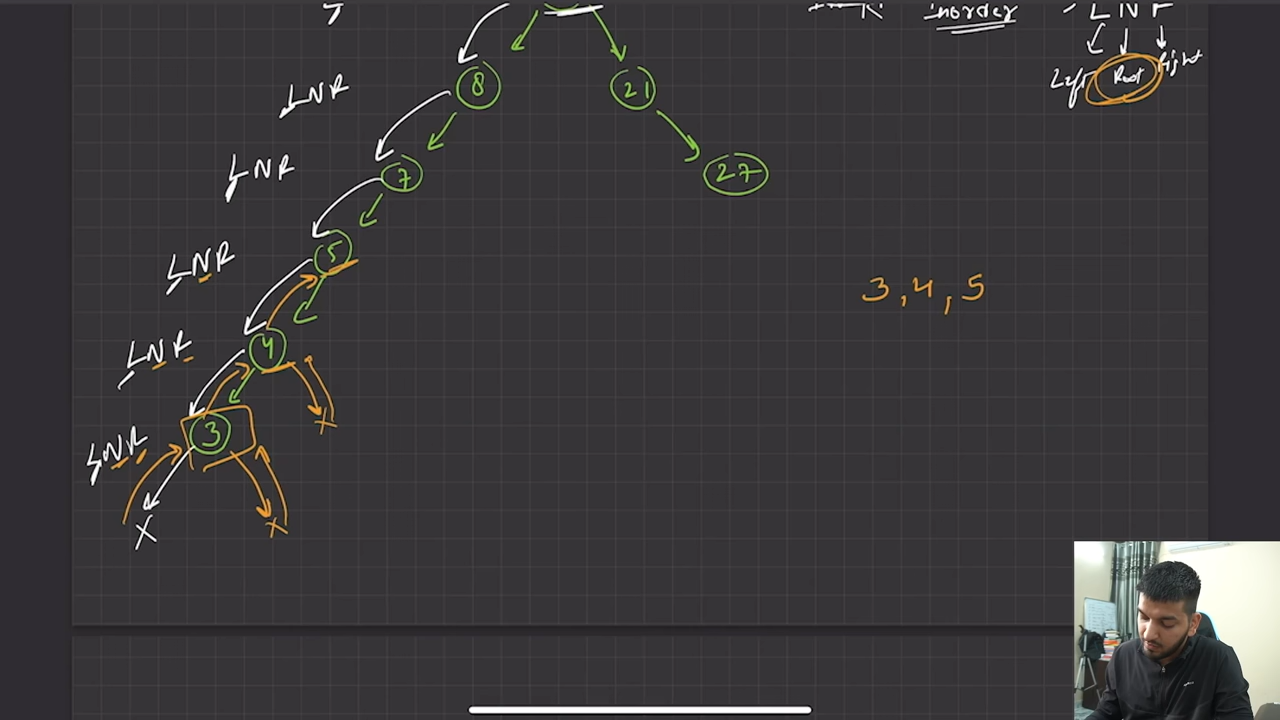 inorder
L N R
Left Root Right
8 21
LNR
7 27
LNR
5
LNR
3, 4, 5
4
LNR
X
3
LNR
X X